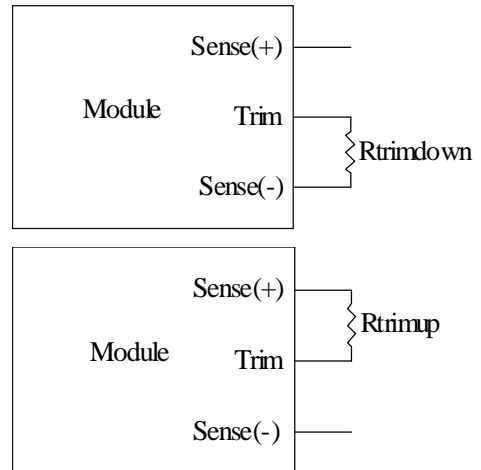 Sense(+)
Module
Trim
Rtrimdown
Sense(-)
Sense(+)
Rtrimup
Module
Trim
Sense(-)